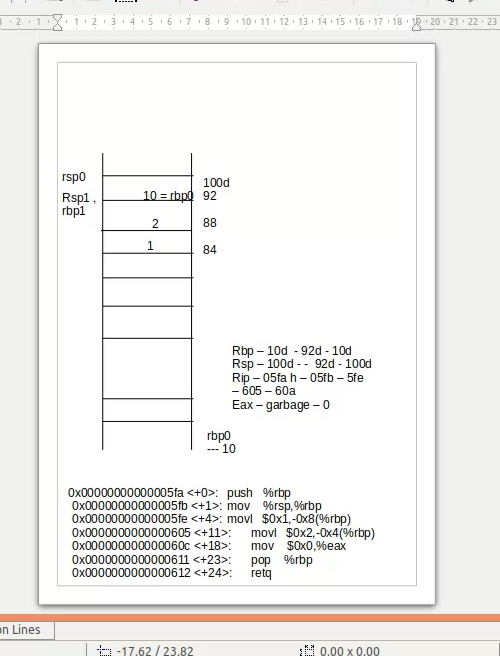 1 2 3 4 5 6 7 8 9 10 11 12 13 14 15 16 17 18 19 20 21 22 23
rsp0
100d
Rsp1 ,
10 = rbp0
92
rbp1
2
88
1
84
Rbp – 10d - 92d - 10d
Rsp – 100d - - 92d - 100d
Rip – 05fa h – 05fb – 5fe
– 605 – 60a
Eax – garbage – 0
rbp0
--- 10
0x00000000000005fa <+0>: push %rbp
0x00000000000005fb <+1>: mov %rsp,%rbp
0x00000000000005fe <+4>: movl $0x1,-0x8(%rbp)
0x0000000000000605 <+11>: movl $0x2,-0x4(%rbp)
0x000000000000060c <+18>: mov $0x0,%eax
0x0000000000000611 <+23>: pop %rbp
0x0000000000000612 <+24>: retq
on Lines
-17.62 / 23.82
0.00 x 0.00